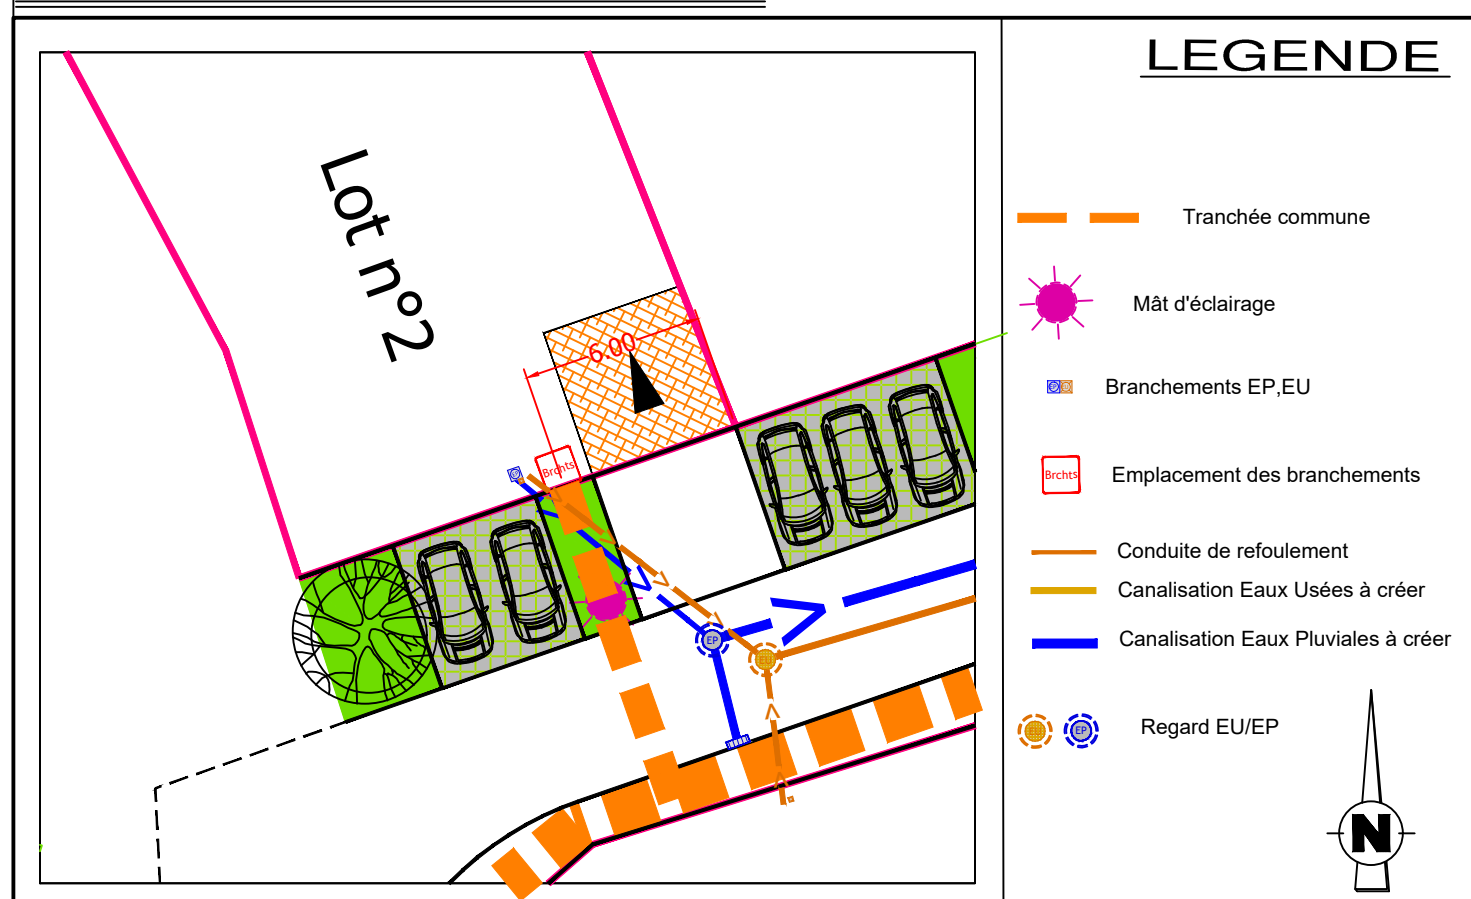 LEGENDE
Lot n°2
6.00
Brchts
EP
EP
EU
Tranchée commune
Mât d'éclairage
Branchements EP,EU
Brchts
Emplacement des branchements
Conduite de refoulement
Canalisation Eaux Usées à créer
Canalisation Eaux Pluviales à créer
EU
EP
Regard EU/EP
N